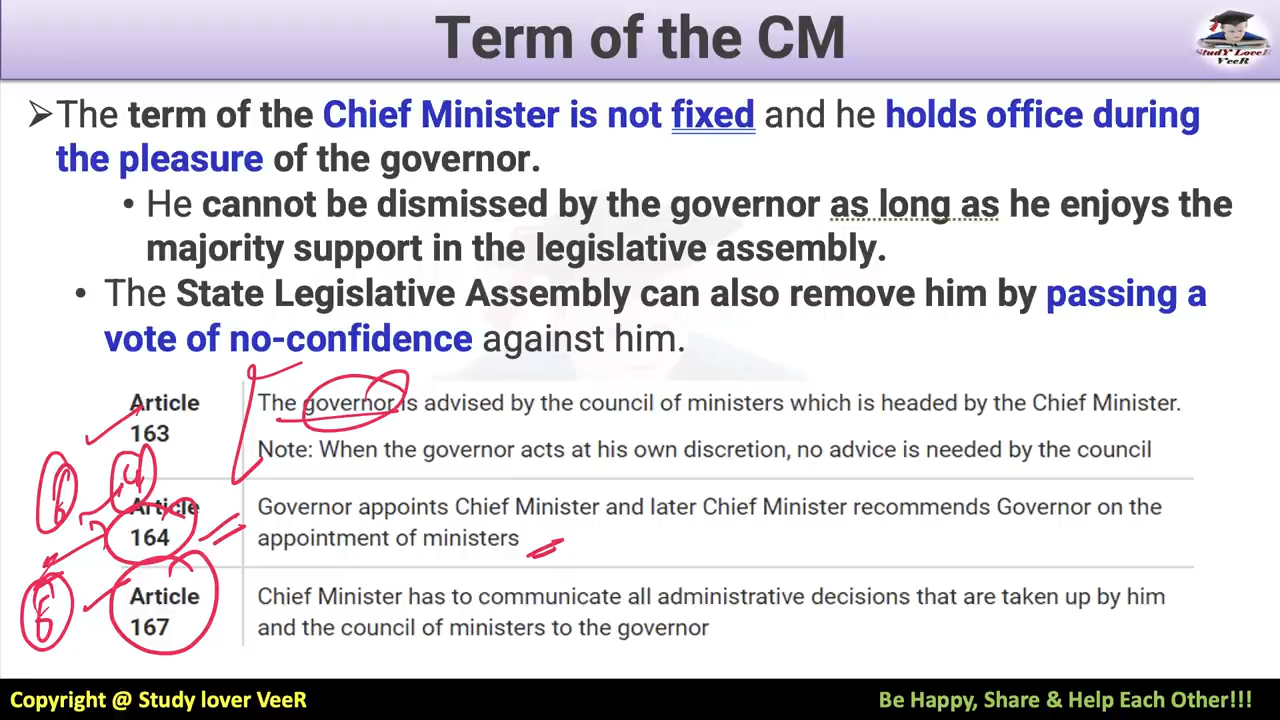 Term of the CM
StudY LoveR
VeeR
➢The term of the Chief Minister is not fixed and he holds office during
the pleasure of the governor.
• He cannot be dismissed by the governor as long as he enjoys the
majority support in the legislative assembly.
• The State Legislative Assembly can also remove him by passing a
vote of no-confidence against him.
Article
163
The governor is advised by the council of ministers which is headed by the Chief Minister.
Note: When the governor acts at his own discretion, no advice is needed by the council
Article
164
Governor appoints Chief Minister and later Chief Minister recommends Governor on the
appointment of ministers
Article
167
Chief Minister has to communicate all administrative decisions that are taken up by him
and the council of ministers to the governor
Copyright @ Study lover VeeR
Be Happy, Share & Help Each Other!!!